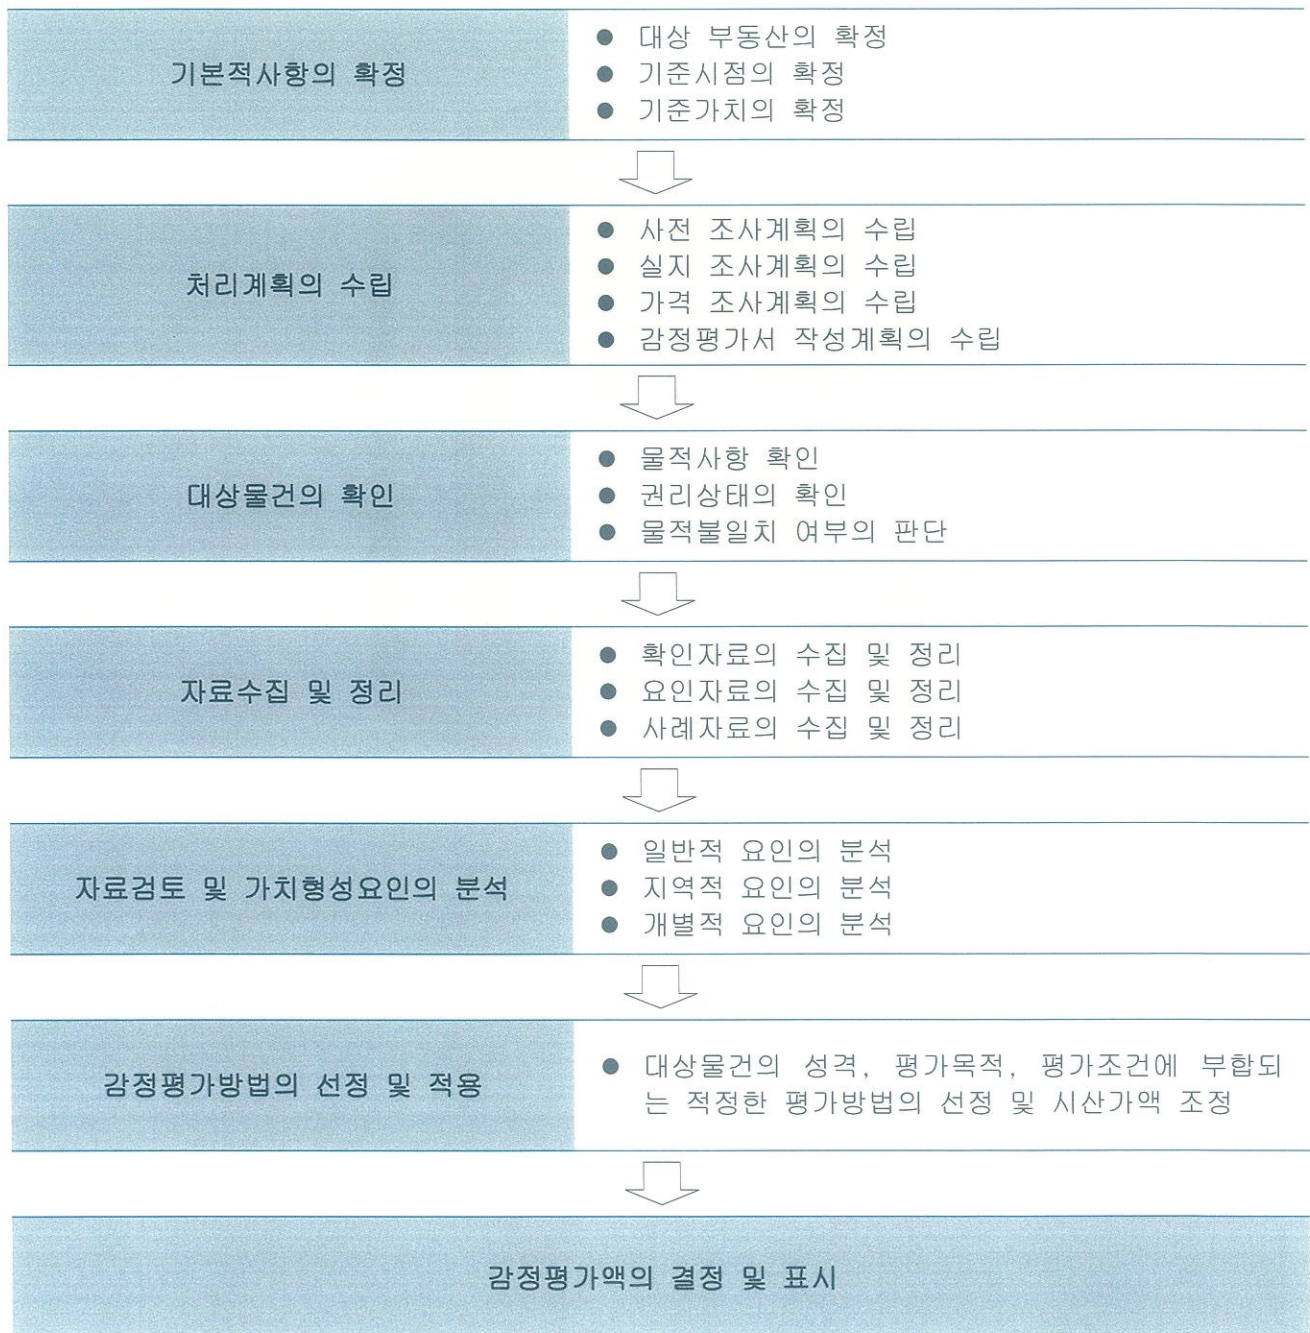 기본적사항의 확정
● 대상 부동산의 확정
● 기준시점의 확정
● 기준가치의 확정
처리계획의 수립
● 사전 조사계획의 수립
● 실지 조사계획의 수립
● 가격 조사계획의 수립
● 감정평가서 작성계획의 수립
대상물건의 확인
● 물적사항 확인
● 권리상태의 확인
● 물적불일치 여부의 판단
자료수집 및 정리
● 확인자료의 수집 및 정리
● 요인자료의 수집 및 정리
● 사례자료의 수집 및 정리
자료검토 및 가치형성요인의 분석
● 일반적 요인의 분석
● 지역적 요인의 분석
● 개별적 요인의 분석
감정평가방법의 선정 및 적용
● 대상물건의 성격, 평가목적, 평가조건에 부합되
는 적정한 평가방법의 선정 및 시산가액 조정
감정평가액의 결정 및 표시